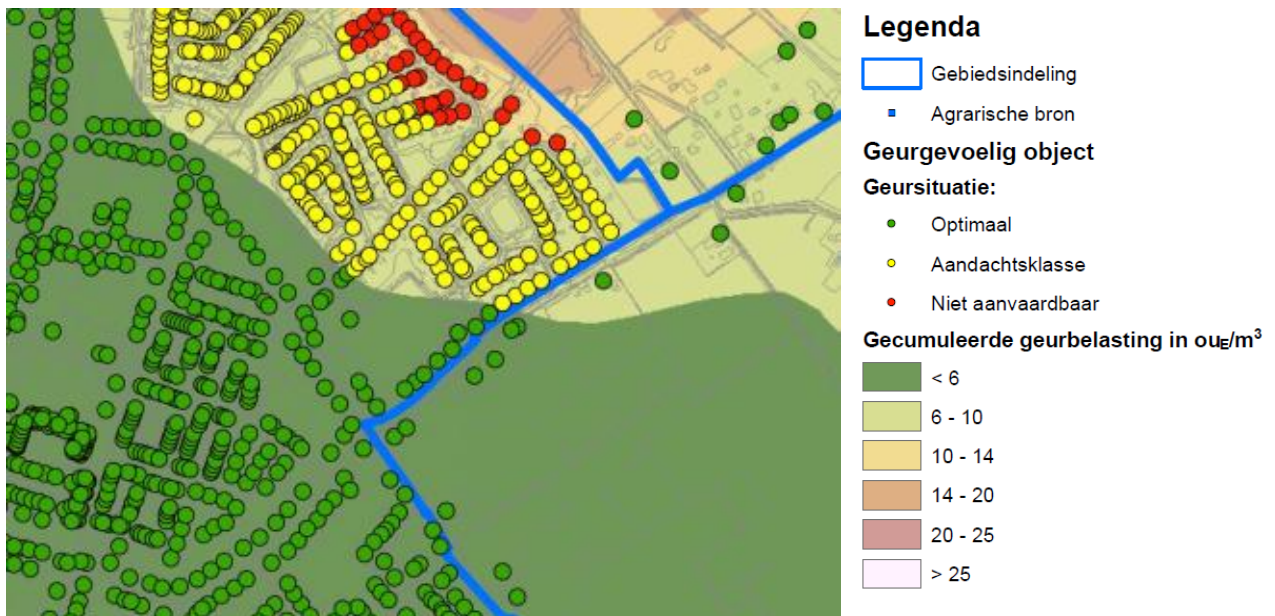 Legenda
Gebiedsindeling
Agrarische bron
Geurgevoelig object
Geursituatie:
Optimaal
Aandachtsklasse
Niet aanvaardbaar
Gecumuleerde geurbelasting in ouE/m³
< 6
6 - 10
10 - 14
14 - 20
20 - 25
> 25